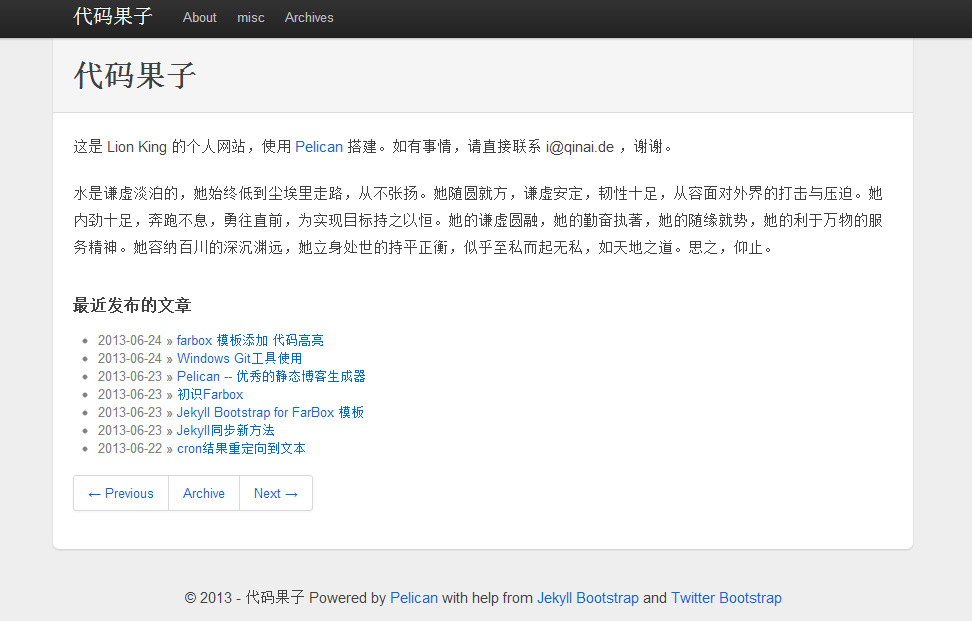 代码果子 About misc Archives
代码果子
这是 Lion King 的个人网站，使用 Pelican 搭建。如有事情，请直接联系 i@qinai.de ，谢谢。
水是谦虚淡泊的，她始终低到尘埃里走路，从不张扬。她随圆就方，谦虚安定，韧性十足，从容面对外界的打击与压迫。她
内劲十足，奔跑不息，勇往直前，为实现目标持之以恒。她的谦虚圆融，她的勤奋执著，她的随缘就势，她的利于万物的服
务精神。她容纳百川的深沉渊远，她立身处世的持平正衡，似乎至私而起无私，如天地之道。思之，仰止。
最近发布的文章
2013-06-24 » farbox 模板添加 代码高亮
2013-06-24 » Windows Git工具使用
2013-06-23 » Pelican -- 优秀的静态博客生成器
2013-06-23 » 初识Farbox
2013-06-23 » Jekyll Bootstrap for FarBox 模板
2013-06-23 » Jekyll同步新方法
2013-06-22 » cron结果重定向到文本
← Previous Archive Next →
© 2013 - 代码果子 Powered by Pelican with help from Jekyll Bootstrap and Twitter Bootstrap